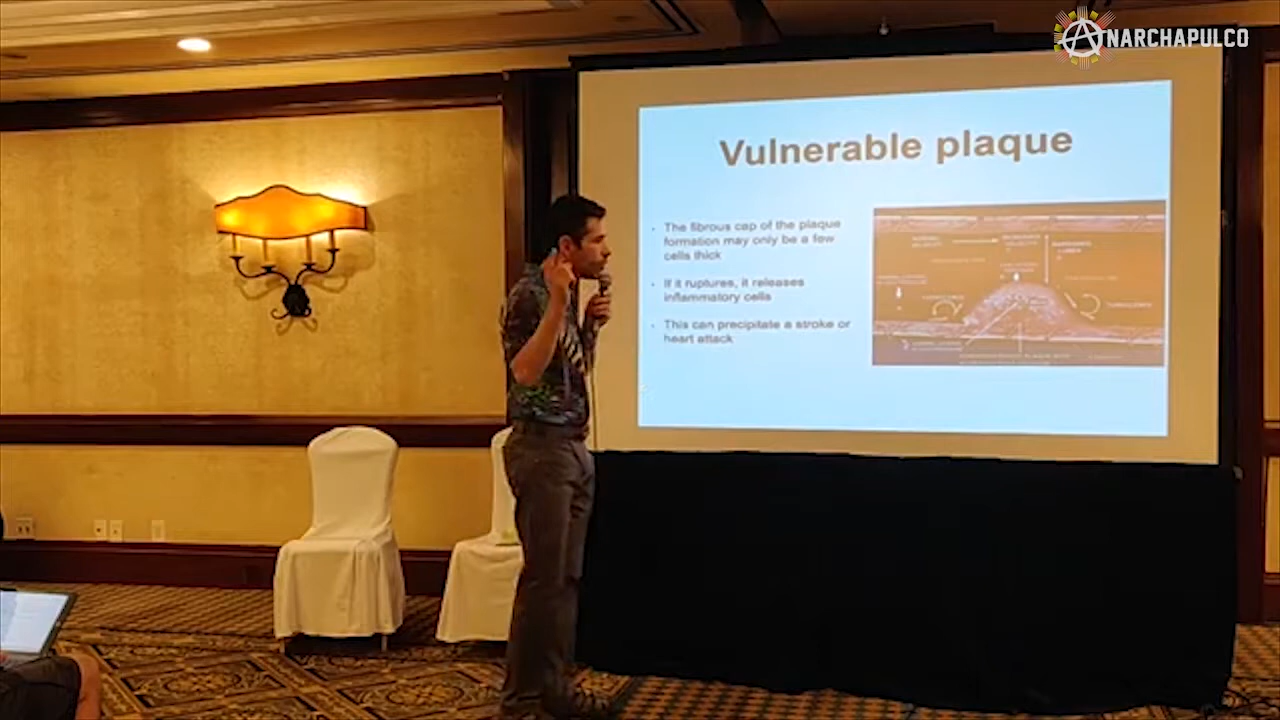 ANARCHAPULCO
Vulnerable plaque
The fibrous cap of the plaque
formation may only be a few
cells thick
If it ruptures, it releases
inflammatory cells
This can precipitate a stroke or
heart attack